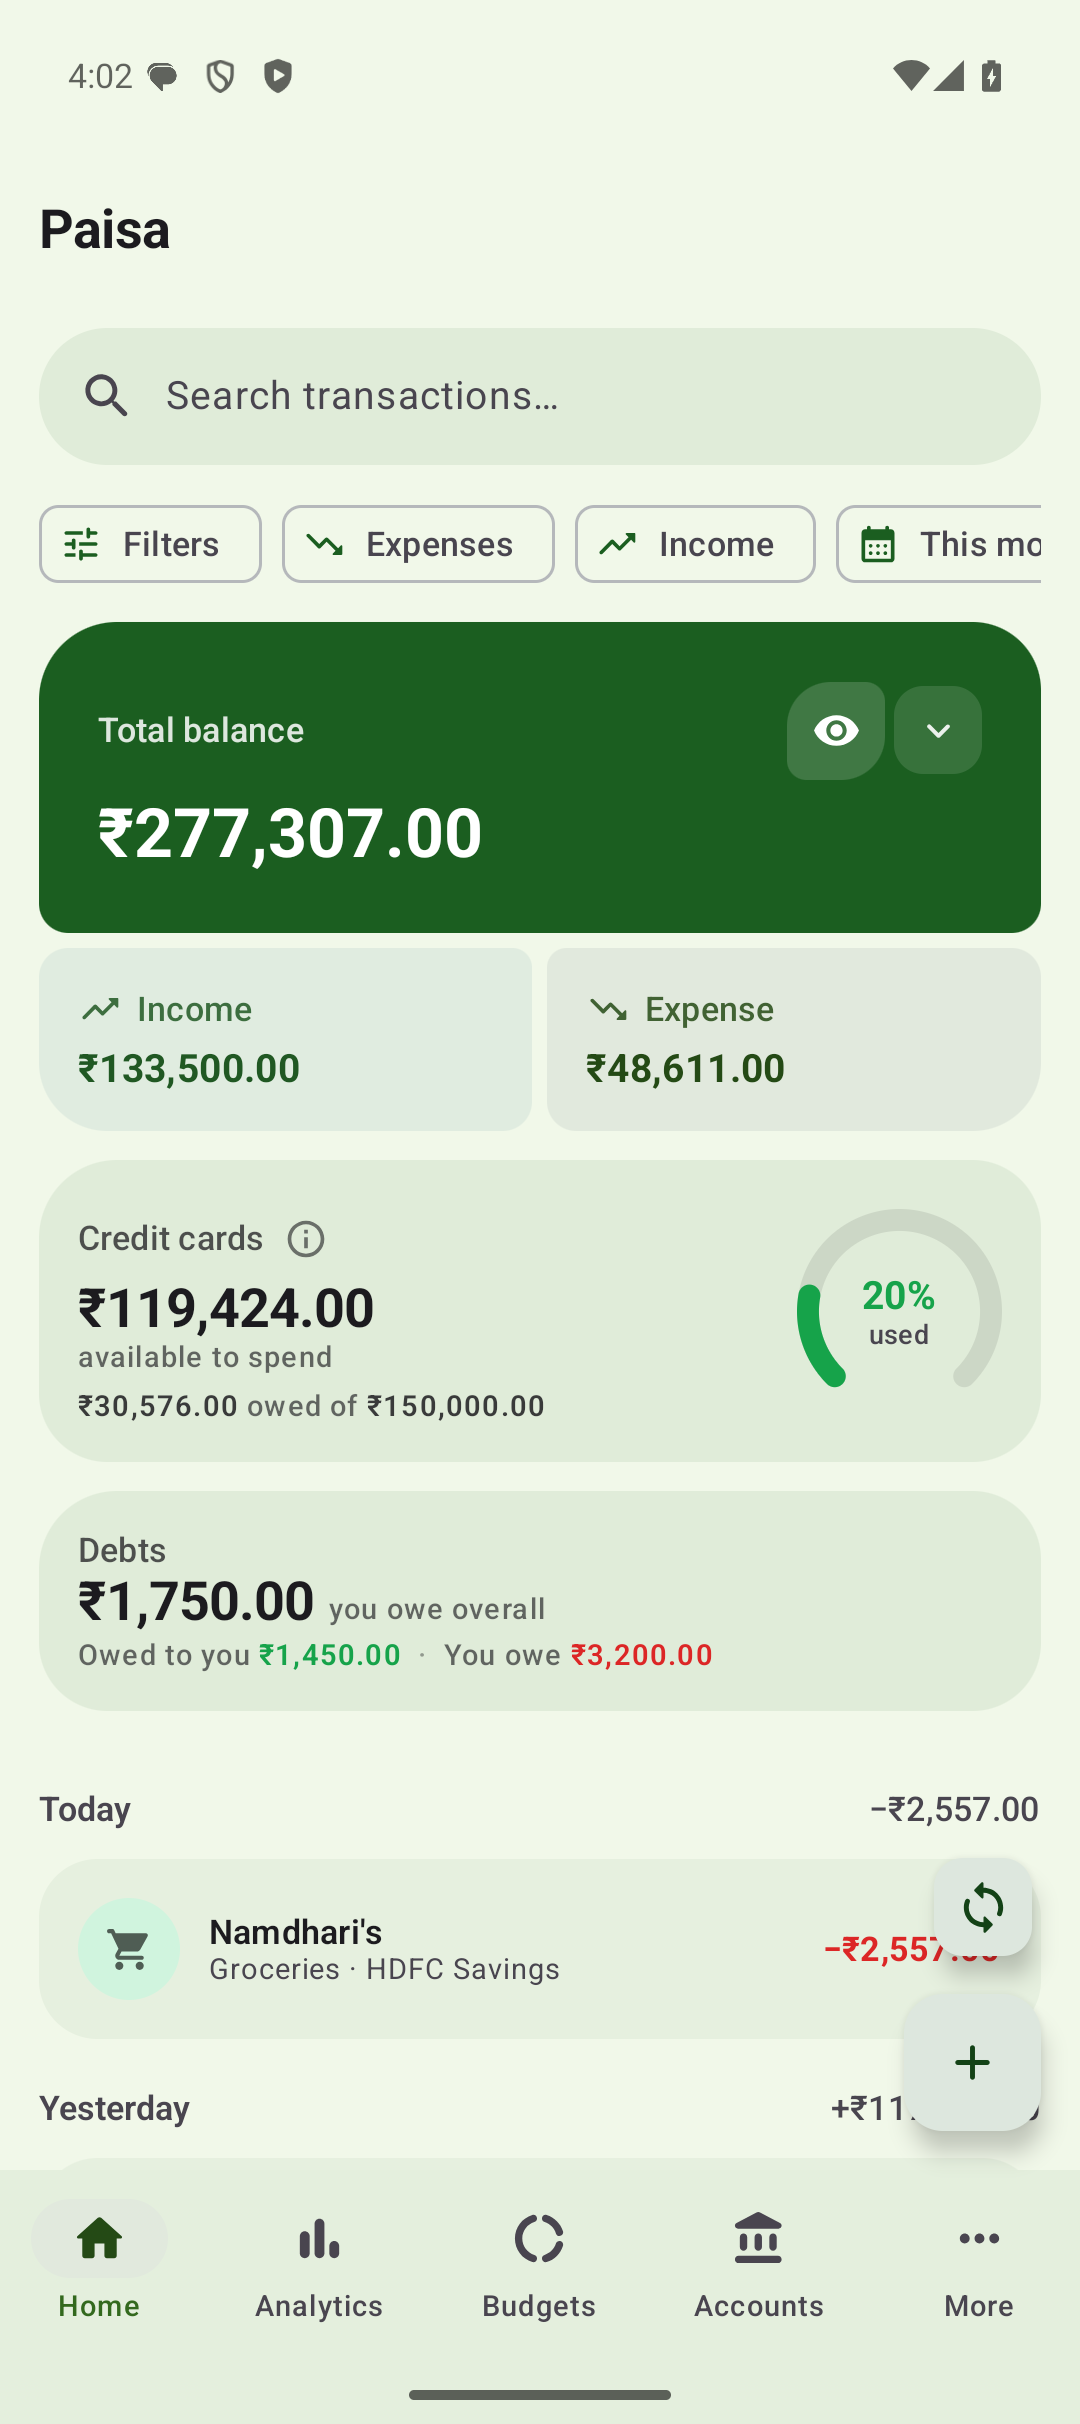 4:02
Paisa
Search transactions…
Filters
Expenses
Income
This mo
Total balance
₹277,307.00
Income
₹133,500.00
Expense
₹48,611.00
Credit cards
₹119,424.00
available to spend
₹30,576.00 owed of ₹150,000.00
20%
used
Debts
₹1,750.00 you owe overall
Owed to you ₹1,450.00 · You owe ₹3,200.00
Today
−₹2,557.00
Namdhari's
Groceries · HDFC Savings
−₹2,557.00
Yesterday
Home
Analytics
Budgets
Accounts
More